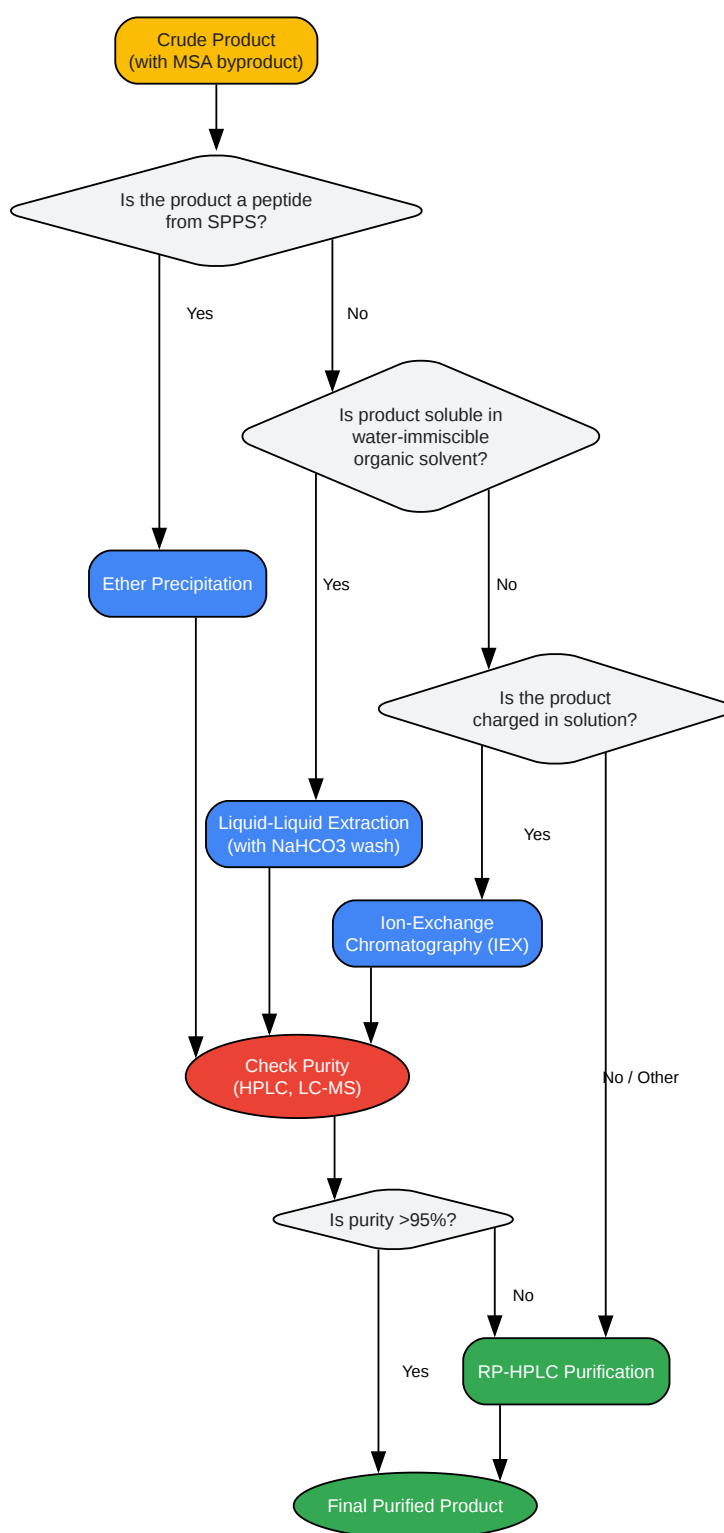 Crude Product
(with MSA byproduct)
Is the product a peptide
from SPPS?
Yes
No
Is product soluble in
water-immiscible
organic solvent?
Ether Precipitation
Yes
No
Is the product
charged in solution?
Liquid-Liquid Extraction
(with NaHCO3 wash)
Yes
Ion-Exchange
Chromatography (IEX)
Check Purity
(HPLC, LC-MS)
No / Other
Is purity >95%?
No
Yes
RP-HPLC Purification
Final Purified Product